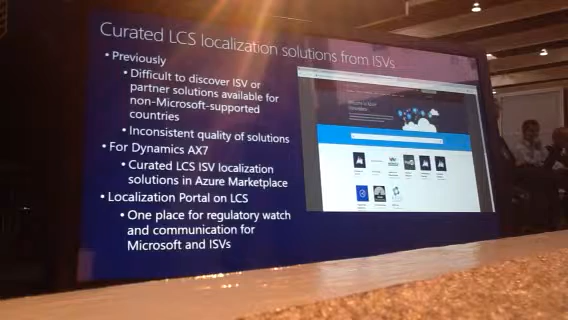 Curated LCS localization solutions from ISVs
• Previously
• Difficult to discover ISV or
partner solutions available for
non-Microsoft-supported
countries
• Inconsistent quality of solutions
• For Dynamics AX7
• Curated LCS ISV localization
solutions in Azure Marketplace
• Localization Portal on LCS
• One place for regulatory watch
and communication for
Microsoft and ISVs